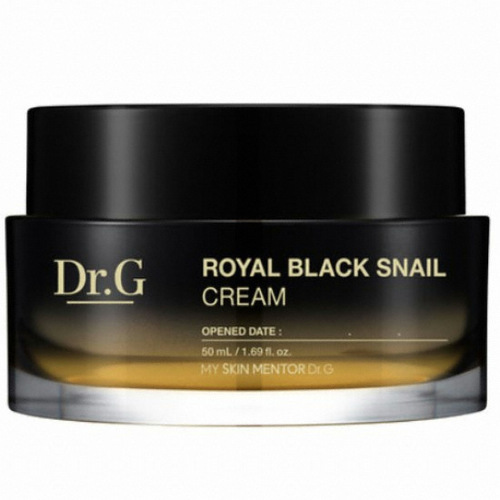 Dr.G
ROYAL BLACK SNAIL
CREAM
OPENED DATE : . .
50 mL / 1.69 fl. oz.
MY SKIN MENTOR Dr.G